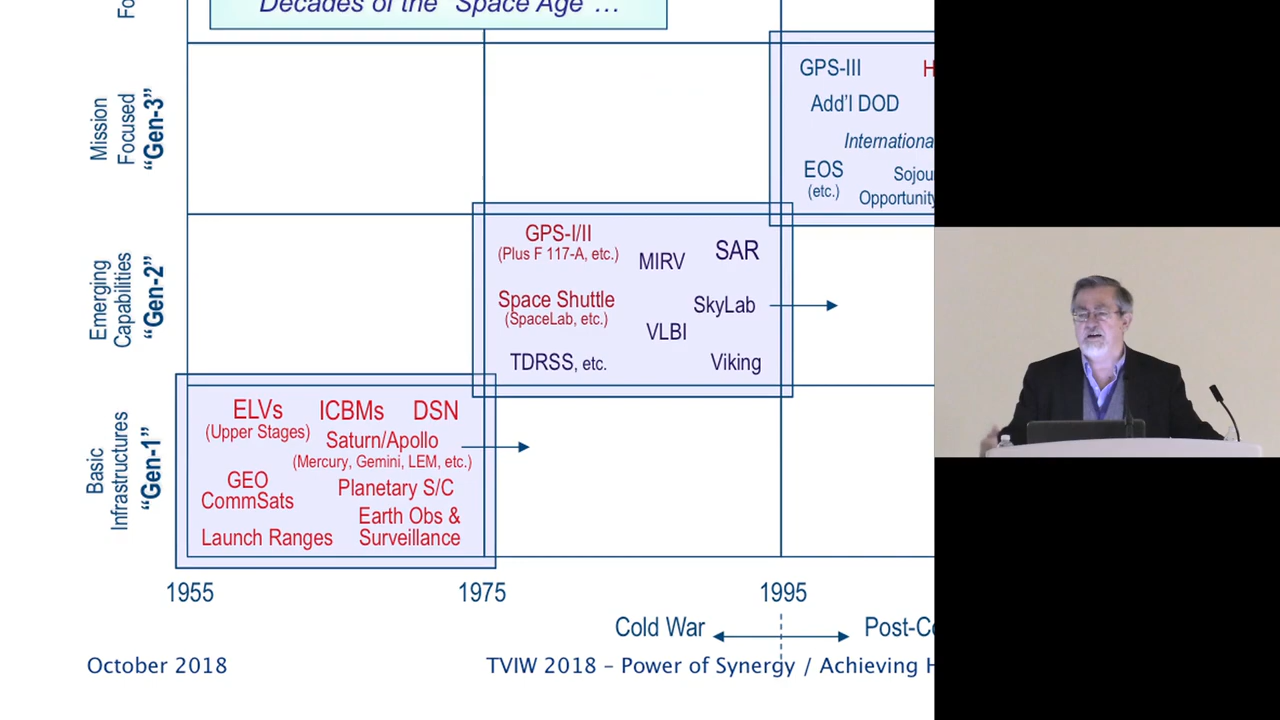 Decades of the "Space Age"…
Mission
Focused
"Gen-3"
GPS-III
Add'l DOD
EOS
(etc.)
Emerging
Capabilities
"Gen-2"
GPS-I/II
(Plus F 117-A, etc.)
MIRV
SAR
Space Shuttle
(SpaceLab, etc.)
SkyLab
VLBI
TDRSS, etc.
Viking
Basic
Infrastructures
"Gen-1"
ELVs
(Upper Stages)
ICBMs
DSN
Saturn/Apollo
(Mercury, Gemini, LEM, etc.)
GEO
CommSats
Planetary S/C
Launch Ranges
Earth Obs &
Surveillance
Opportunity
1955
1975
1995
Cold War
October 2018
TVIW 2018 – Power of Synergy / Achieving